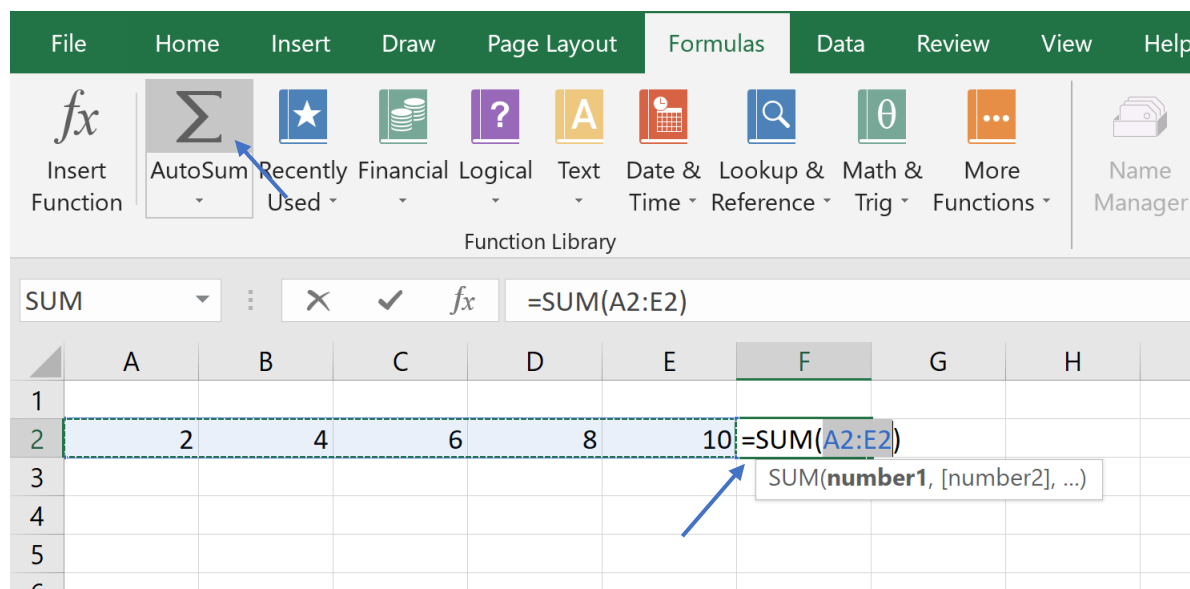 File Home Insert Draw Page Layout Formulas Data Review View Help
fx Σ ? A θ
Insert AutoSum Recently Financial Logical Text Date & Lookup & Math & More Name
Function Used Time Reference Trig Functions Manager
Function Library
SUM fx =SUM(A2:E2)
A B C D E F G H
1
2 2 4 6 8 10 =SUM(A2:E2)
3 SUM(number1, [number2], ...)
4
5